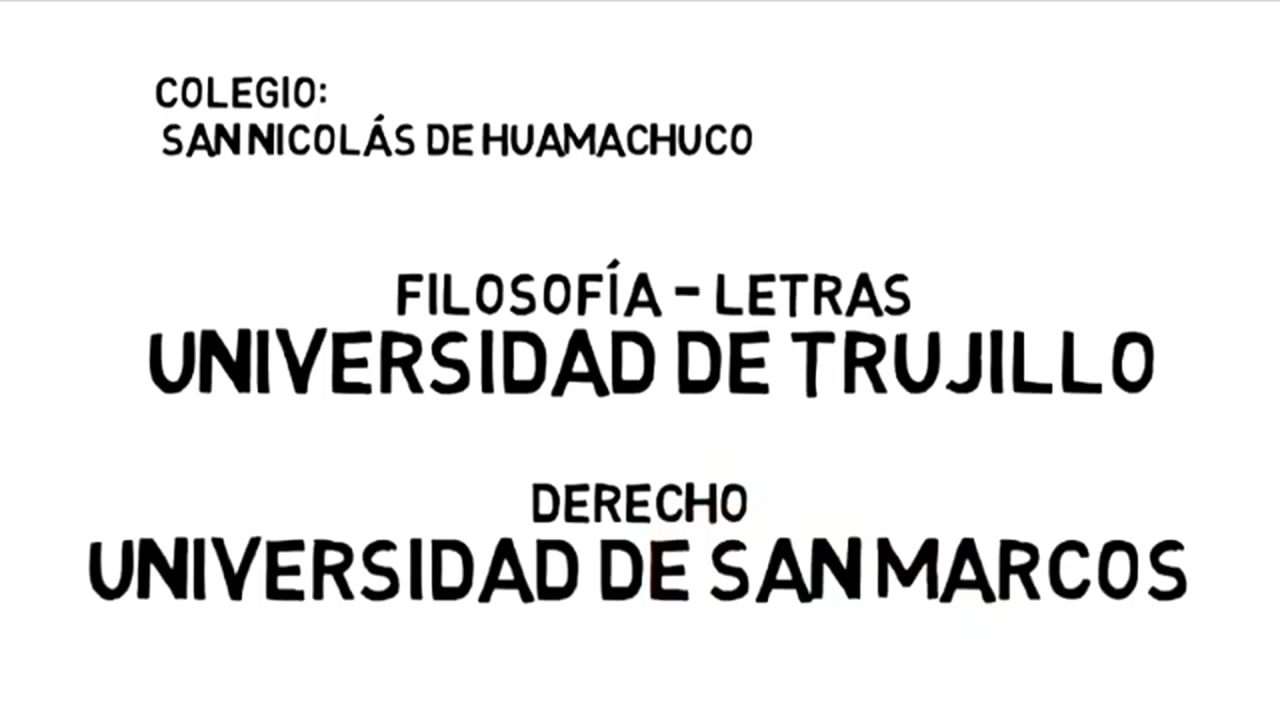 COLEGIO:
SAN NICOLÁS DE HUAMACHUCO
FILOSOFÍA - LETRAS
UNIVERSIDAD DE TRUJILLO
DERECHO
UNIVERSIDAD DE SAN MARCOS